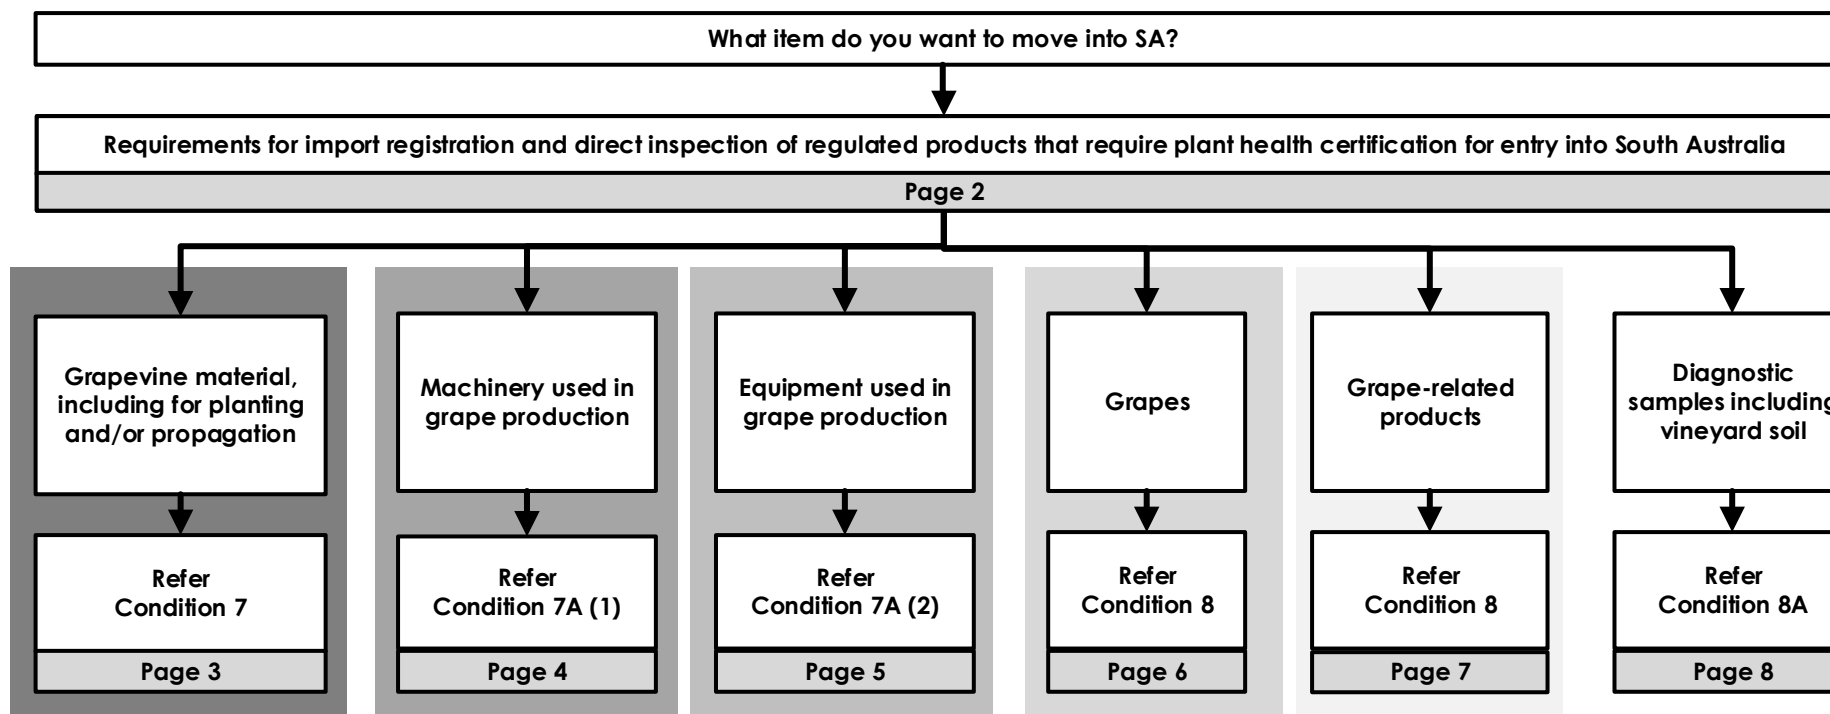 What item do you want to move into SA?
Requirements for import registration and direct inspection of regulated products that require plant health certification for entry into South Australia
Page 2
Grapevine material,
including for planting
and/or propagation
Refer
Condition 7
Page 3
Machinery used in
grape production
Refer
Condition 7A (1)
Page 4
Equipment used in
grape production
Refer
Condition 7A (2)
Page 5
Grapes
Refer
Condition 8
Page 6
Grape-related
products
Refer
Condition 8
Page 7
Diagnostic
samples including
vineyard soil
Refer
Condition 8A
Page 8